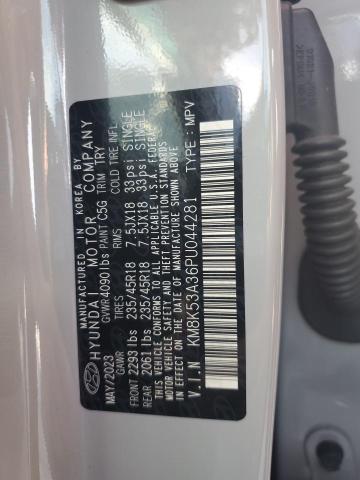 MANUFACTURED IN KOREA BY
HYUNDAI MOTOR COMPANY
MAY/2023 GVWR 4090 lbs PAINT C5G TRIM TRY
GAWR TIRES RMS COLD TIRE INFL.
FRONT 2293 lbs 235/45R18 7.5JX18 33psi SINGLE
REAR 2061 lbs 235/45R18 7.5JX18 33psi SINGLE
THIS VEHICLE CONFORMS TO ALL APPLICABLE U.S.A. FEDERAL
MOTOR VEHICLE SAFETY AND
STANDARDS IN EFFECT ON THE DATE OF
MANUFACTURE SHOWN ABOVE.
V.I.N KM8K53A36PU044281 TYPE : MPV